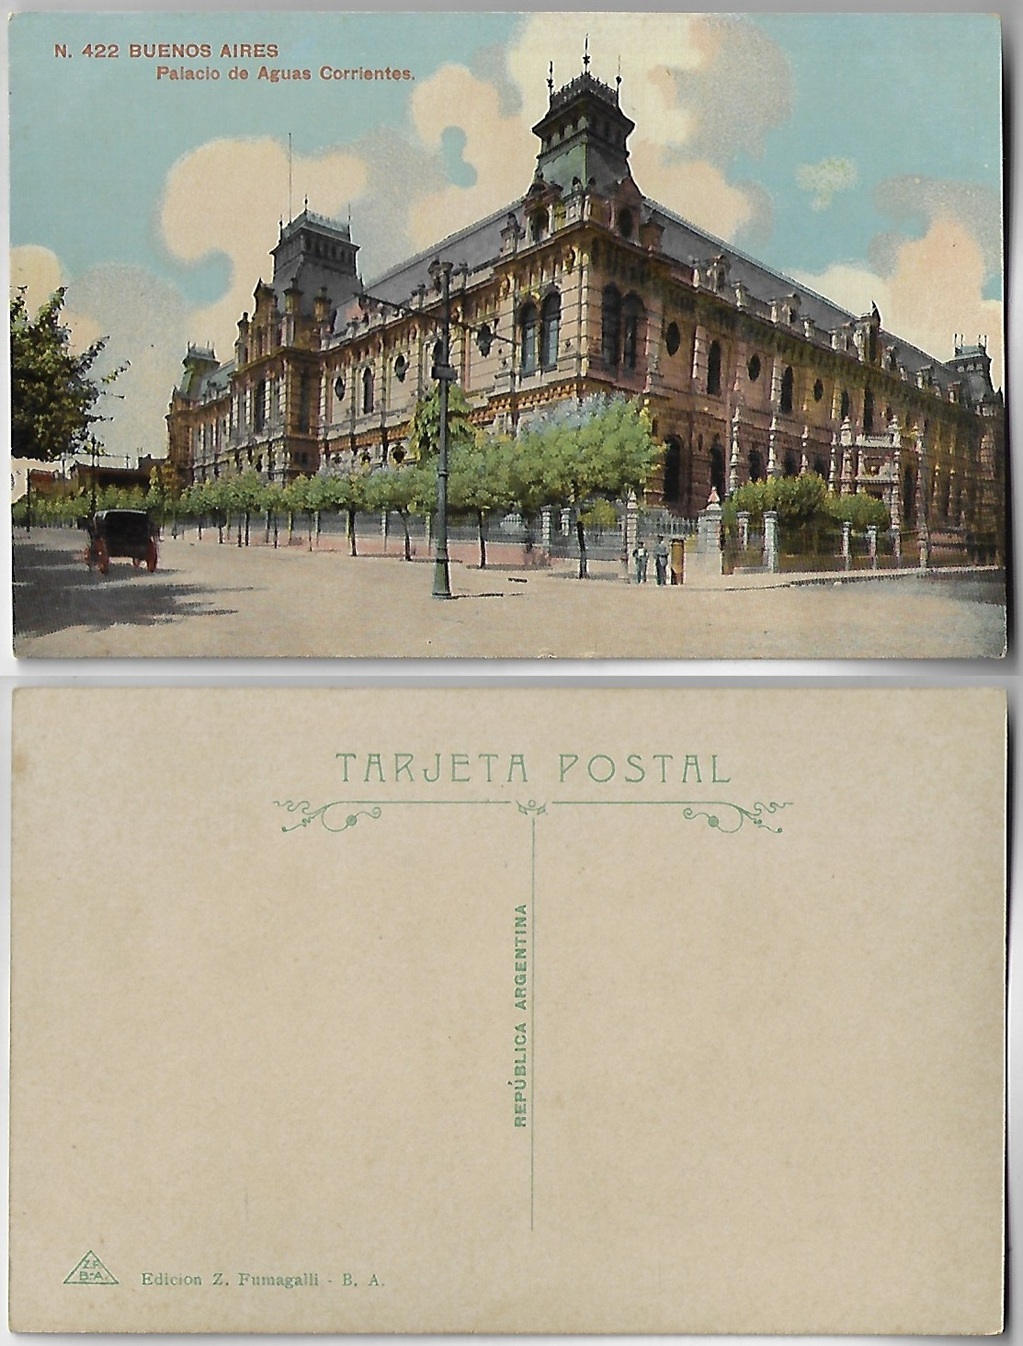 N. 422 BUENOS AIRES
Palacio de Aguas Corrientes.
TARJETA POSTAL
REPÚBLICA ARGENTINA
Z.F.
B-A.
Edicion Z. Fumagalli - B. A.